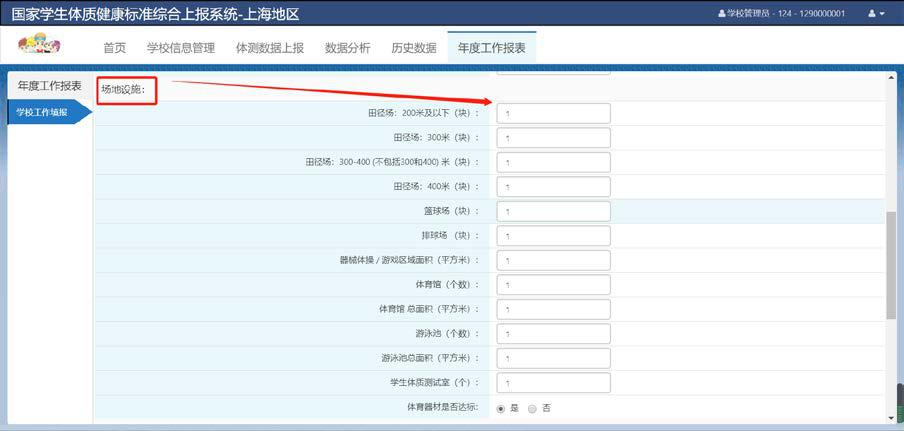 国家学生体质健康标准综合上报系统-上海地区
学校管理员 - 124 - 1290000001
首页 学校信息管理 体测数据上报 数据分析 历史数据 年度工作报表
年度工作报表
学校工作填报
场地设施：
田径场：200米及以下（块）： 1
田径场：300米（块）： 1
田径场：300-400 (不包括300和400) 米（块）： 1
田径场：400米（块）： 1
篮球场（块）： 1
排球场 （块）： 1
器械体操 / 游戏区域面积（平方米）： 1
体育馆（个数）： 1
体育馆 总面积（平方米）： 1
游泳池（个数）： 1
游泳池总面积（平方米）： 1
学生体质测试室（个）： 1
体育器材是否达标： 是 否